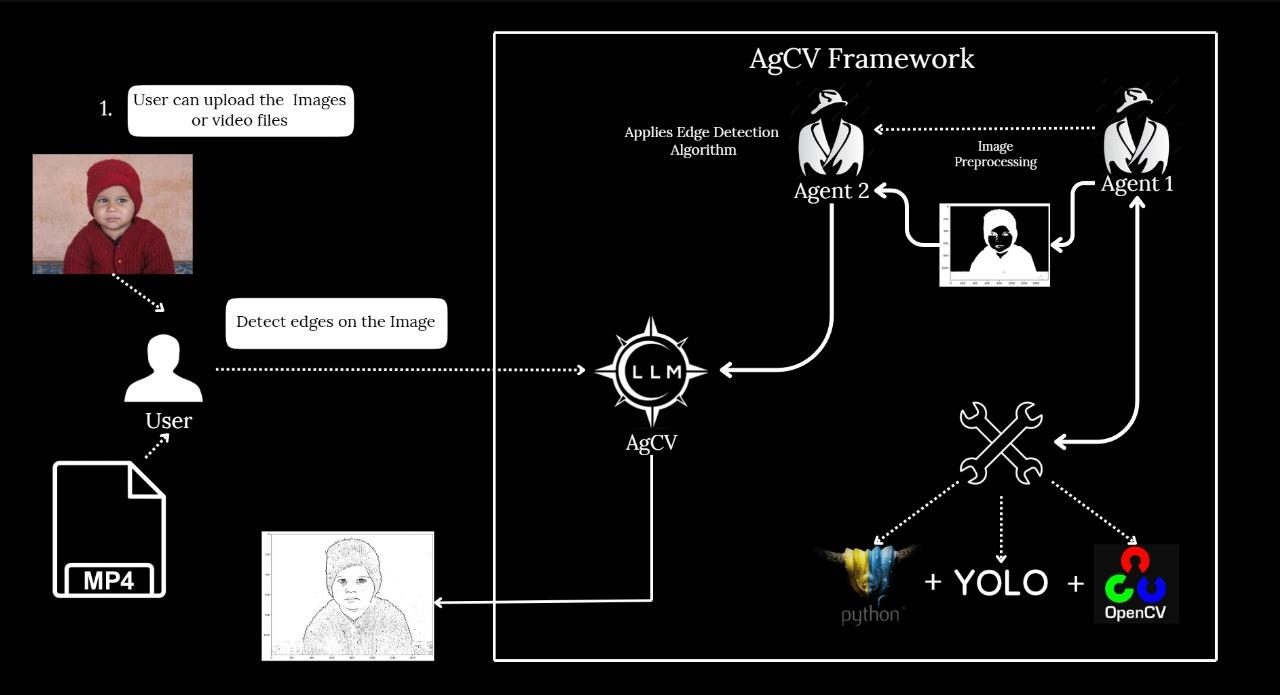 AgCV Framework
1.
User can upload the Images
or video files
Applies Edge Detection
Algorithm
Image
Preprocessing
Agent 2
Agent 1
Detect edges on the Image
LLM
AgCV
User
MP4
python
+
YOLO
+
OpenCV